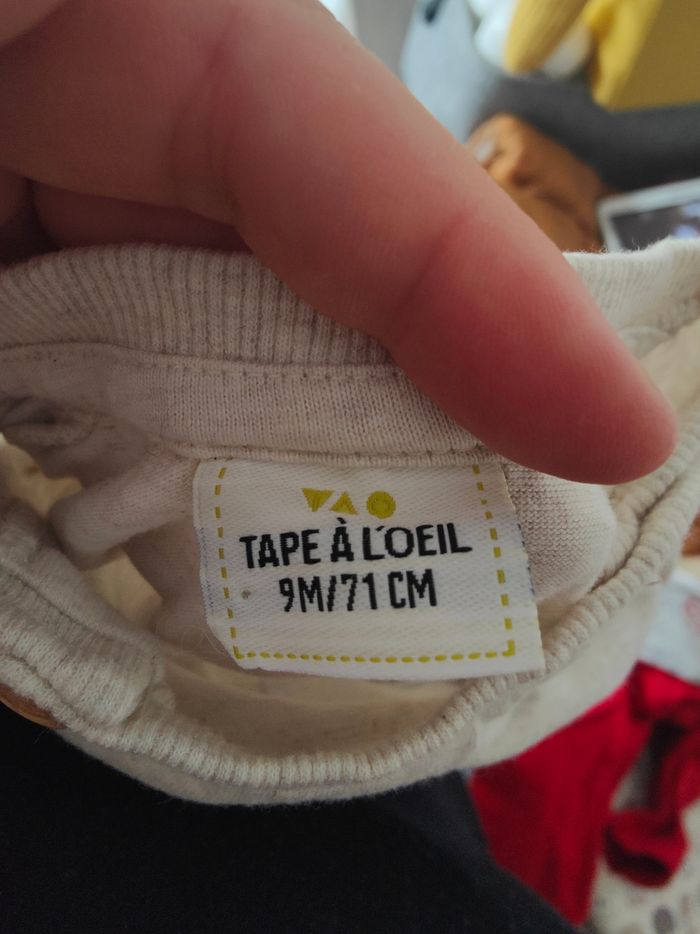 TAPE À L'OEIL
9M/71 CM